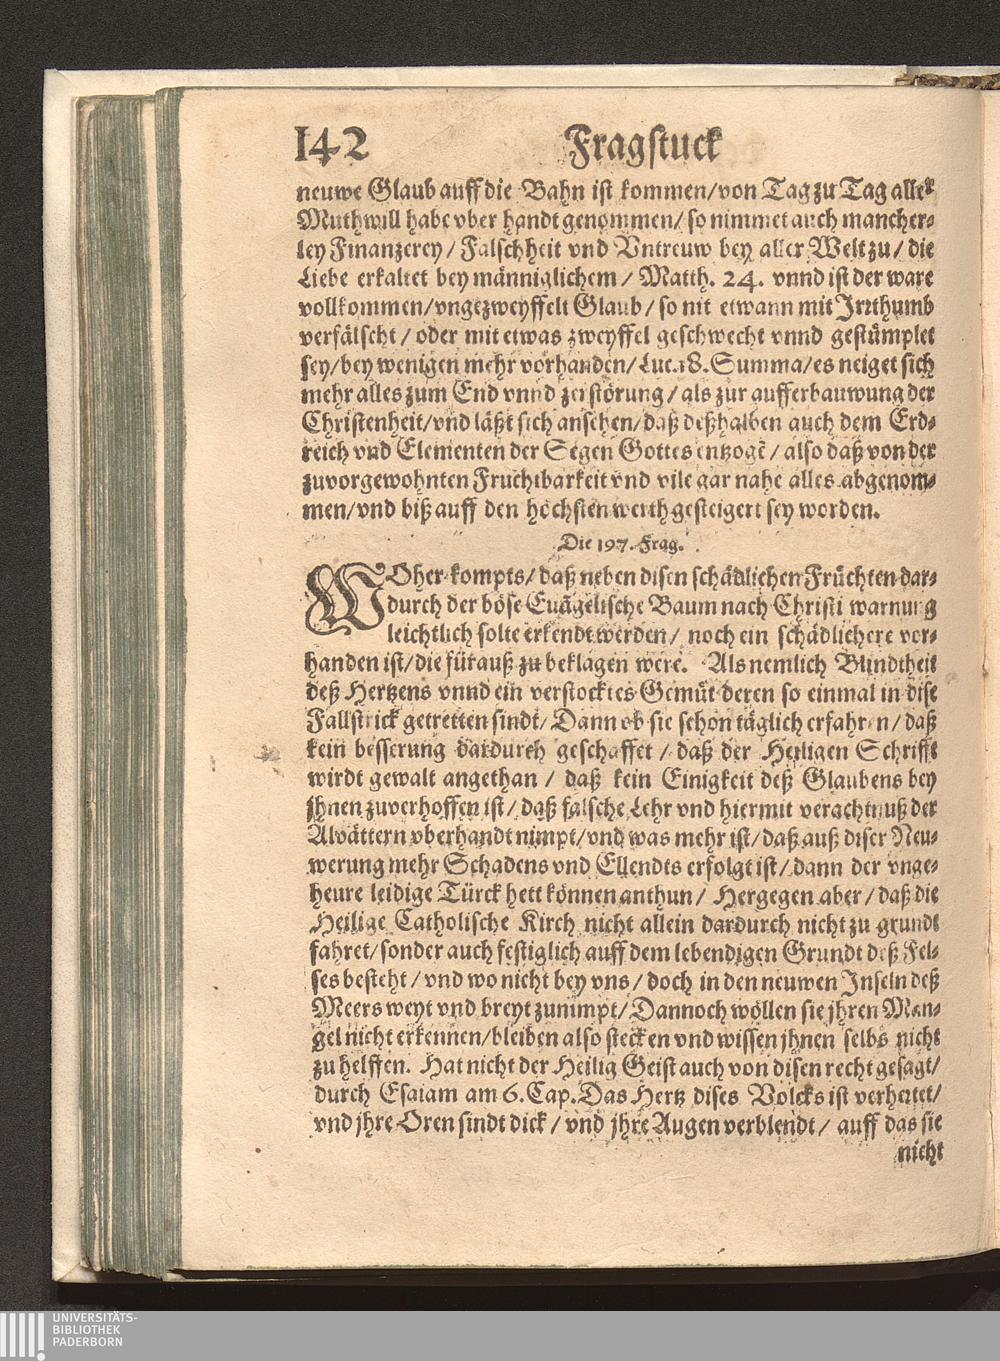 142 Fragstuck
neuwe Glaub auff die Bahn ist kommen/von Tag zu Tag aller
Muthwill habe vber handt genommen/ so nimmet auch mancher-
ley Finanzerey / Falschheit vnd Vntreuw bey aller Welt zu / die
Liebe erkaltet bey männiglichem / Matth. 24. vnnd ist der ware
vollkommen/vngezweyffelt Glaub / so nit etwann mit Irrthumb
verfälscht / oder mit etwas zweyffel geschwecht vnnd gestümplet
sey/bey wenigen mehr vorhanden/Luc.18. Summa/es neiget sich
mehr alles zum End vnnd zerstörung / als zur aufferbauwung der
Christenheit/vnd läßt sich ansehen/daß deßhalben auch dem Erd-
reich vnd Elementen der Segen Gottes entzogẽ / also daß von der
zuvorgewohnten Fruchtbarkeit vnd vile gar nahe alles abgenom-
men/vnd biß auff den höchsten werth gesteigert sey worden.
Die 197. Frag.
WOher kompts/ daß neben disen schädlichen Früchten dar-
durch der böse Euãgelische Baum nach Christi warnung
leichtlich solte erkendt werden / noch ein schädlichere vor-
handen ist/die fürauß zu beklagen were. Als nemlich Blindtheit
deß Hertzens vnnd ein verstocktes Gemüt deren so einmal in dise
Fallstrick getretten sindt/ Dann ob sie schon täglich erfahren / daß
kein besserung dardurch geschaffet / daß der Heiligen Schrifft
wirdt gewalt angethan / daß kein Einigkeit deß Glaubens bey
jhnen zuverhoffen ist / daß falsche Lehr vnd hiermit verachtnuß der
Alvättern vberhandt nimpt/vnd was mehr ist/daß auß diser Neu-
werung mehr Schadens vnd Ellendts erfolgt ist / dann der vnge-
heure leidige Türck hett können anthun / Hergegen aber / daß die
Heilige Catholische Kirch nicht allein dardurch nicht zu grundt
fahret/sonder auch festiglich auff dem lebendigen Grundt deß Fel-
ses besteht / vnd wo nicht bey vns / doch in den neuwen Inseln deß
Meers weyt vnd breyt zunimpt / Dannoch wöllen sie jhren Man-
gel nicht erkennen/bleiben also stecken vnd wissen jhnen selbs nicht
zu helffen. Hat nicht der Heilig Geist auch von disen recht gesagt/
durch Esaiam am 6. Cap. Das Hertz dises Volcks ist verhertet/
vnd jhre Oren sindt dick / vnd jhre Augen verblendt / auff das sie
nicht
UNIVERSITÄTS-
BIBLIOTHEK
PADERBORN